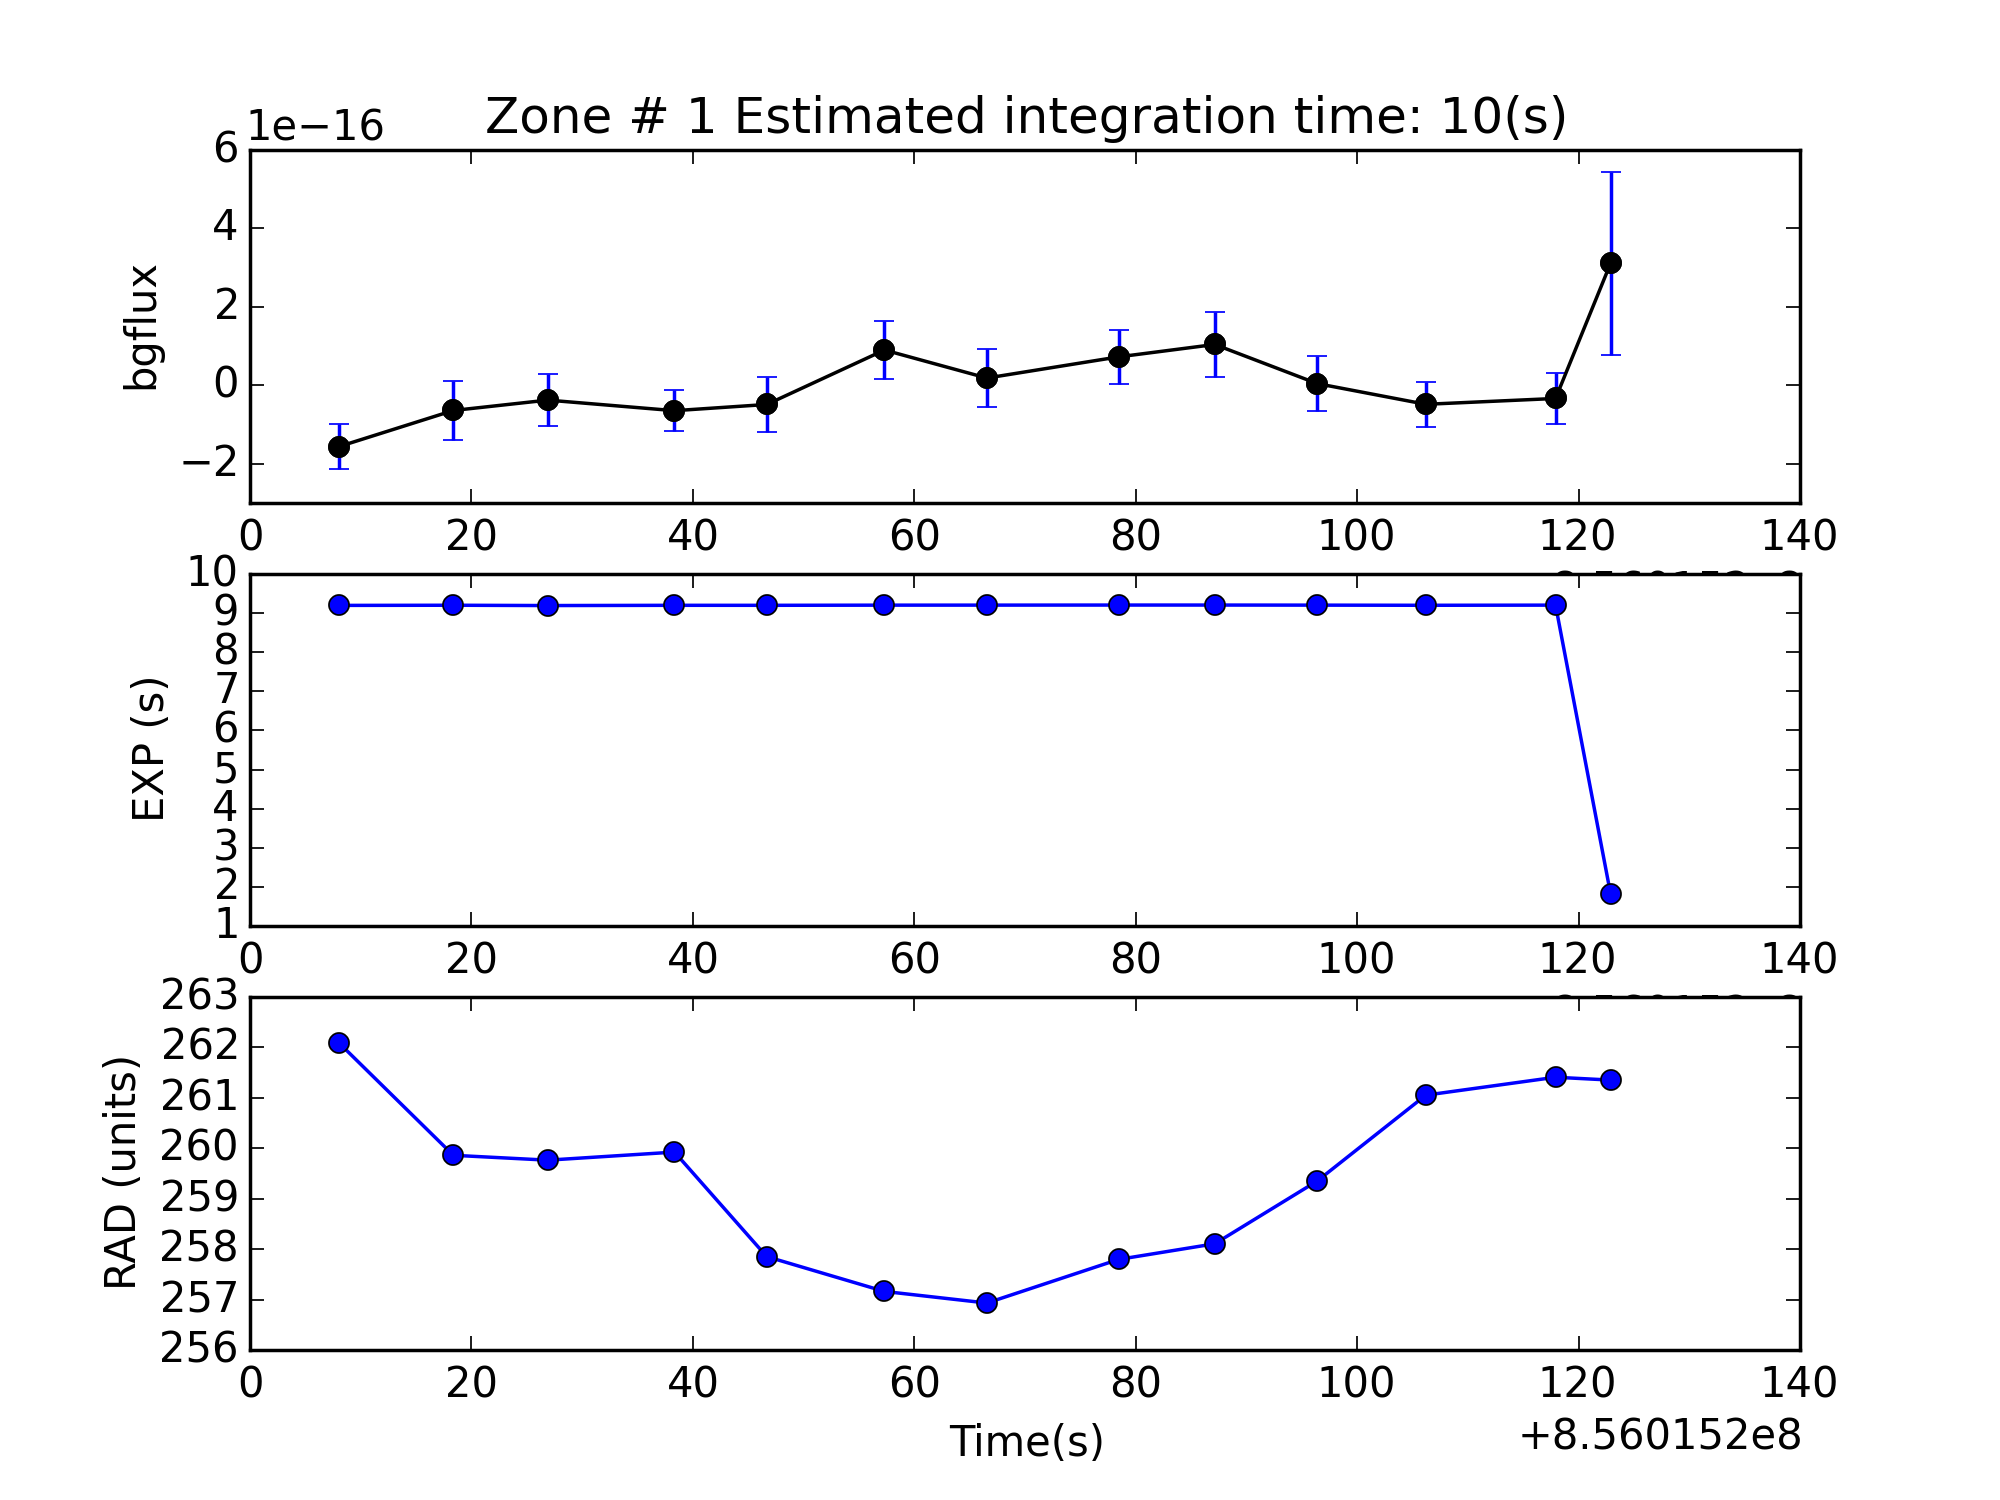 Zone # 1 Estimated integration time: 10(s)
1e−16
6
4
2
0
−2
bgflux
0 20 40 60 80 100 120 140
10
9
8
7
6
5
4
3
2
1
EXP (s)
0 20 40 60 80 100 120 140
263
262
261
260
259
258
257
256
RAD (units)
0 20 40 60 80 100 120 140
Time(s)
+8.560152e8